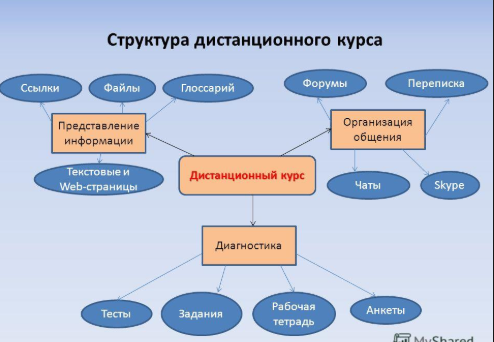 Структура дистанционного курса
Ссылки
Файлы
Глоссарий
Форумы
Переписка
Представление
информации
Организация
общения
Текстовые и
Web-страницы
Дистанционный курс
Чаты
Skype
Диагностика
Тесты
Задания
Рабочая
тетрадь
Анкеты
MyShared